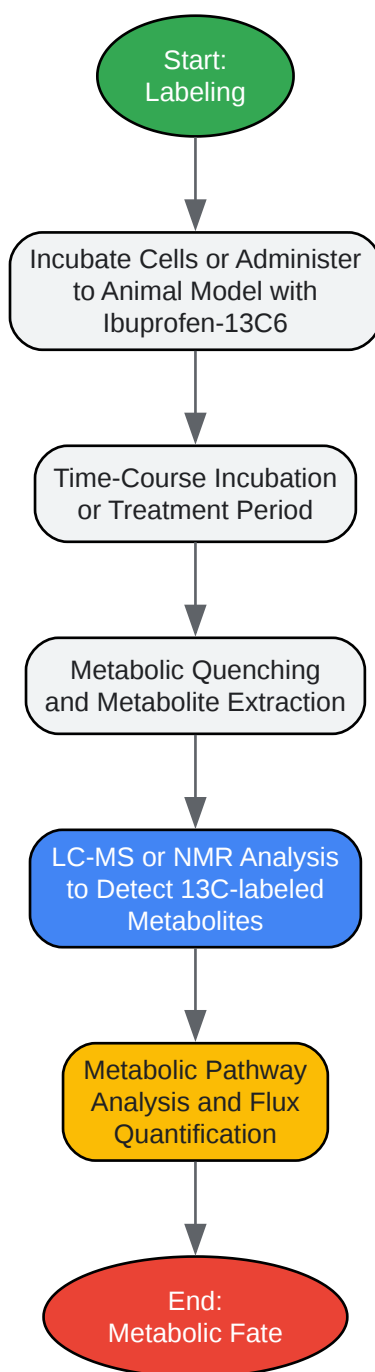 Start:
Labeling
Incubate Cells or Administer
to Animal Model with
Ibuprofen-13C6
Time-Course Incubation
or Treatment Period
Metabolic Quenching
and Metabolite Extraction
LC-MS or NMR Analysis
to Detect 13C-labeled
Metabolites
Metabolic Pathway
Analysis and Flux
Quantification
End:
Metabolic Fate